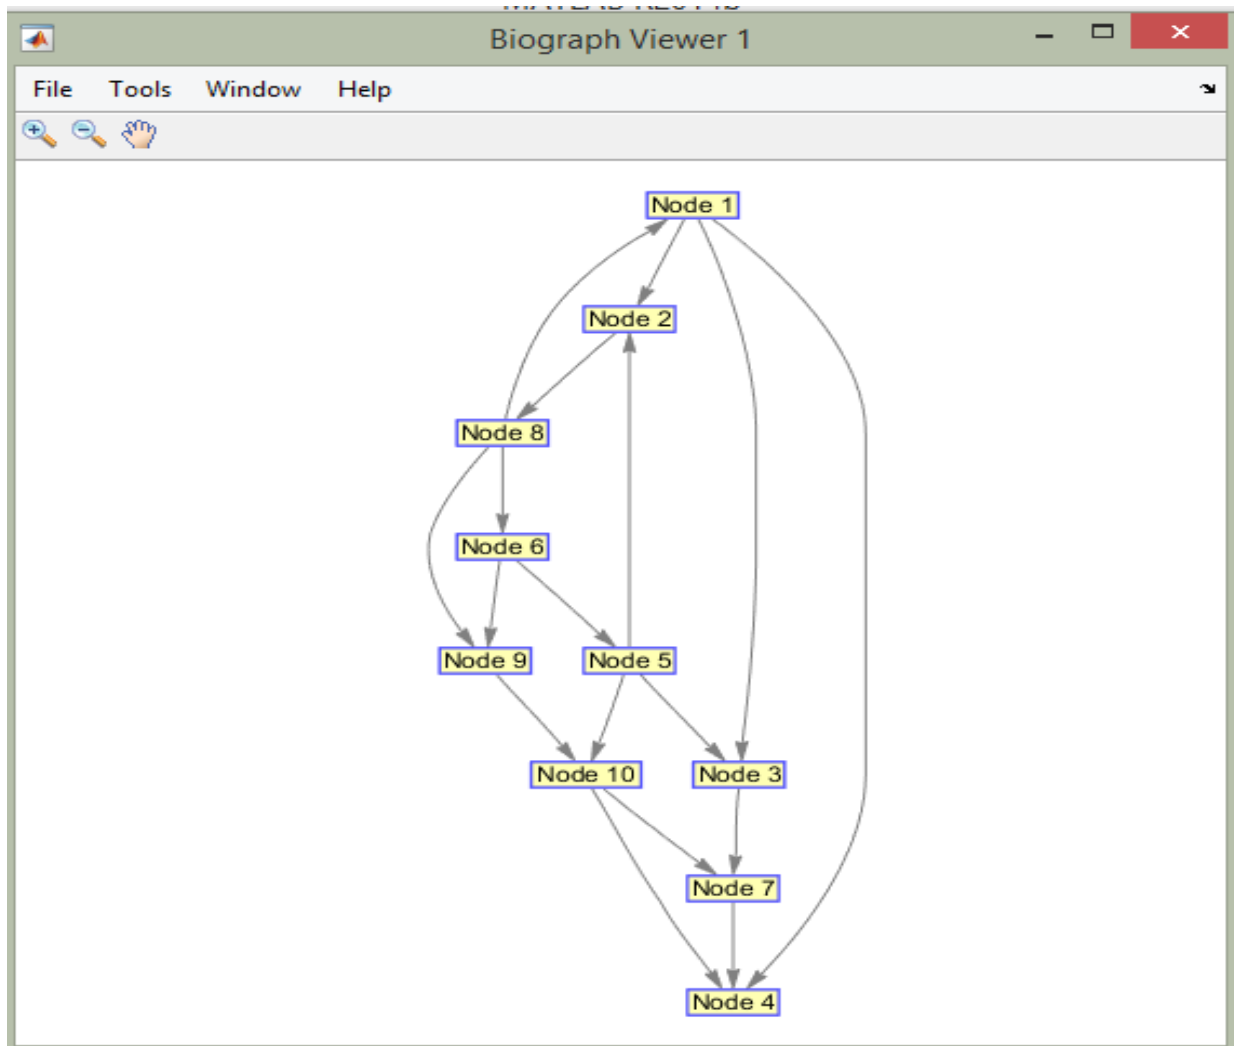 Biograph Viewer 1
File Tools Window Help
Node 1
Node 2
Node 8
Node 6
Node 9 Node 5
Node 10 Node 3
Node 7
Node 4